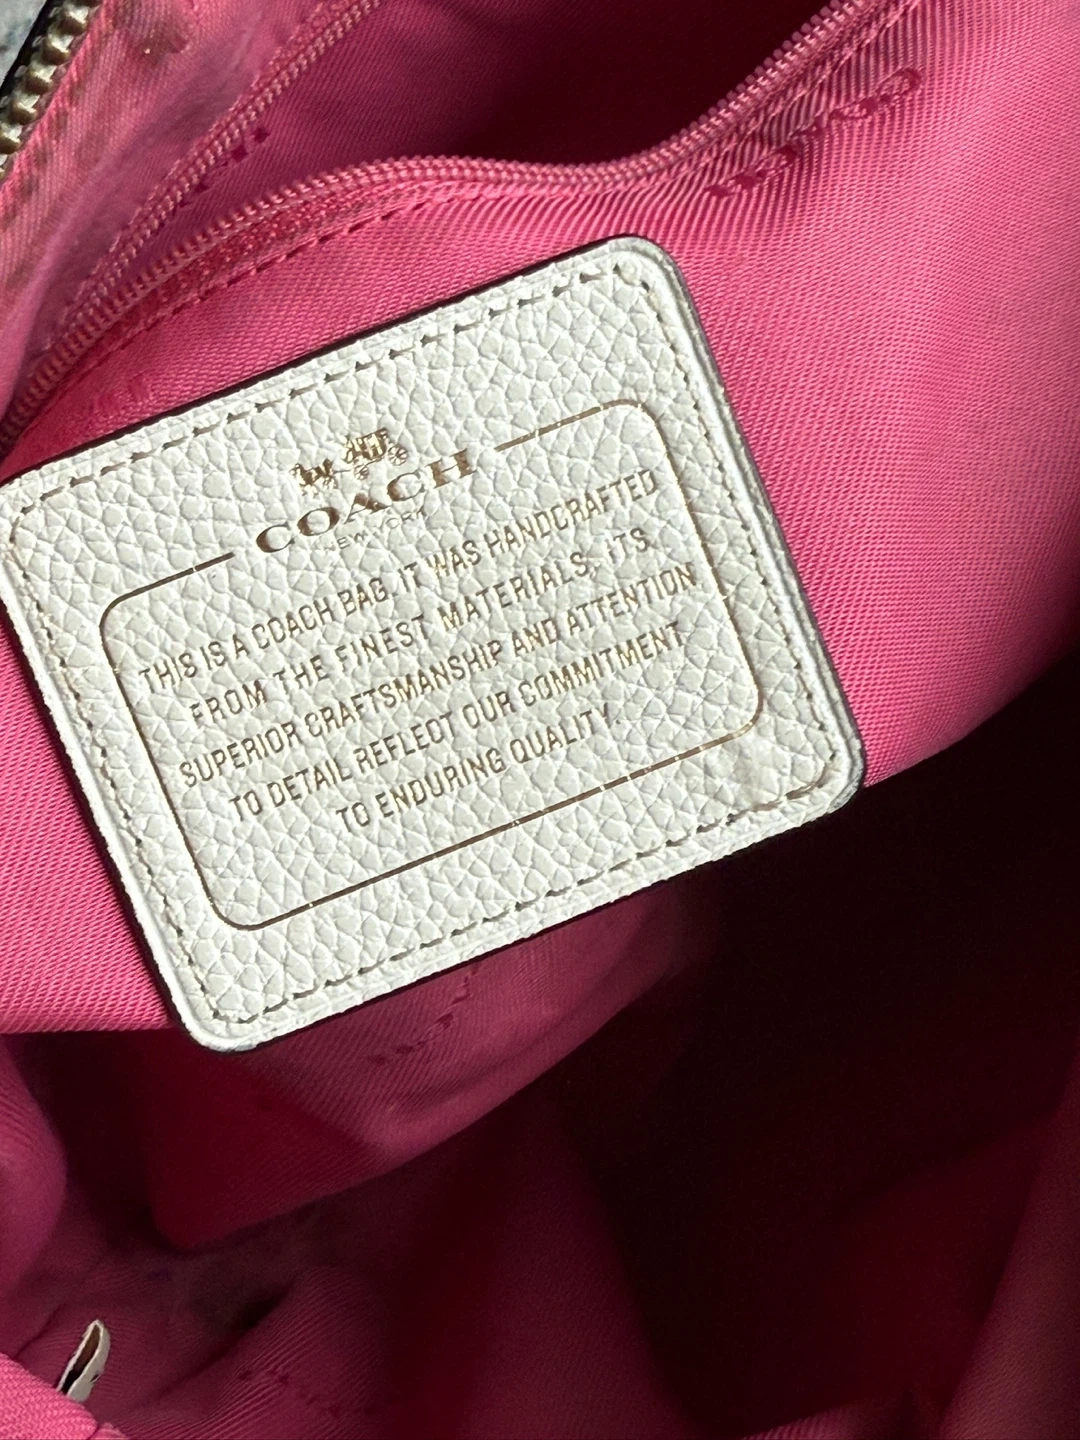 COACH
NEW YORK
THIS IS A COACH BAG. IT WAS HANDCRAFTED
FROM THE FINEST MATERIALS. ITS
SUPERIOR CRAFTSMANSHIP AND ATTENTION
TO DETAIL REFLECT OUR COMMITMENT
TO ENDURING QUALITY.